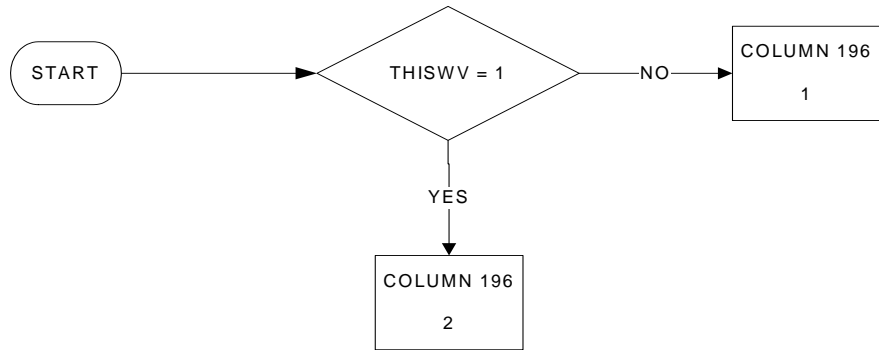 START
THISWV = 1
NO
COLUMN 196
1
YES
COLUMN 196
2